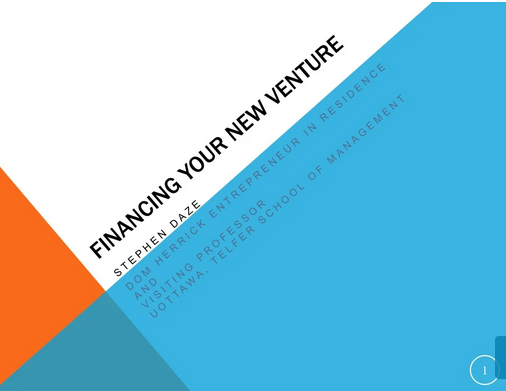 FINANCING YOUR NEW VENTURE
STEPHEN DAZE
DOM HERRICK ENTREPRENEUR IN RESIDENCE
AND
VISITING PROFESSOR
UOTTAWA, TELFER SCHOOL OF MANAGEMENT
1